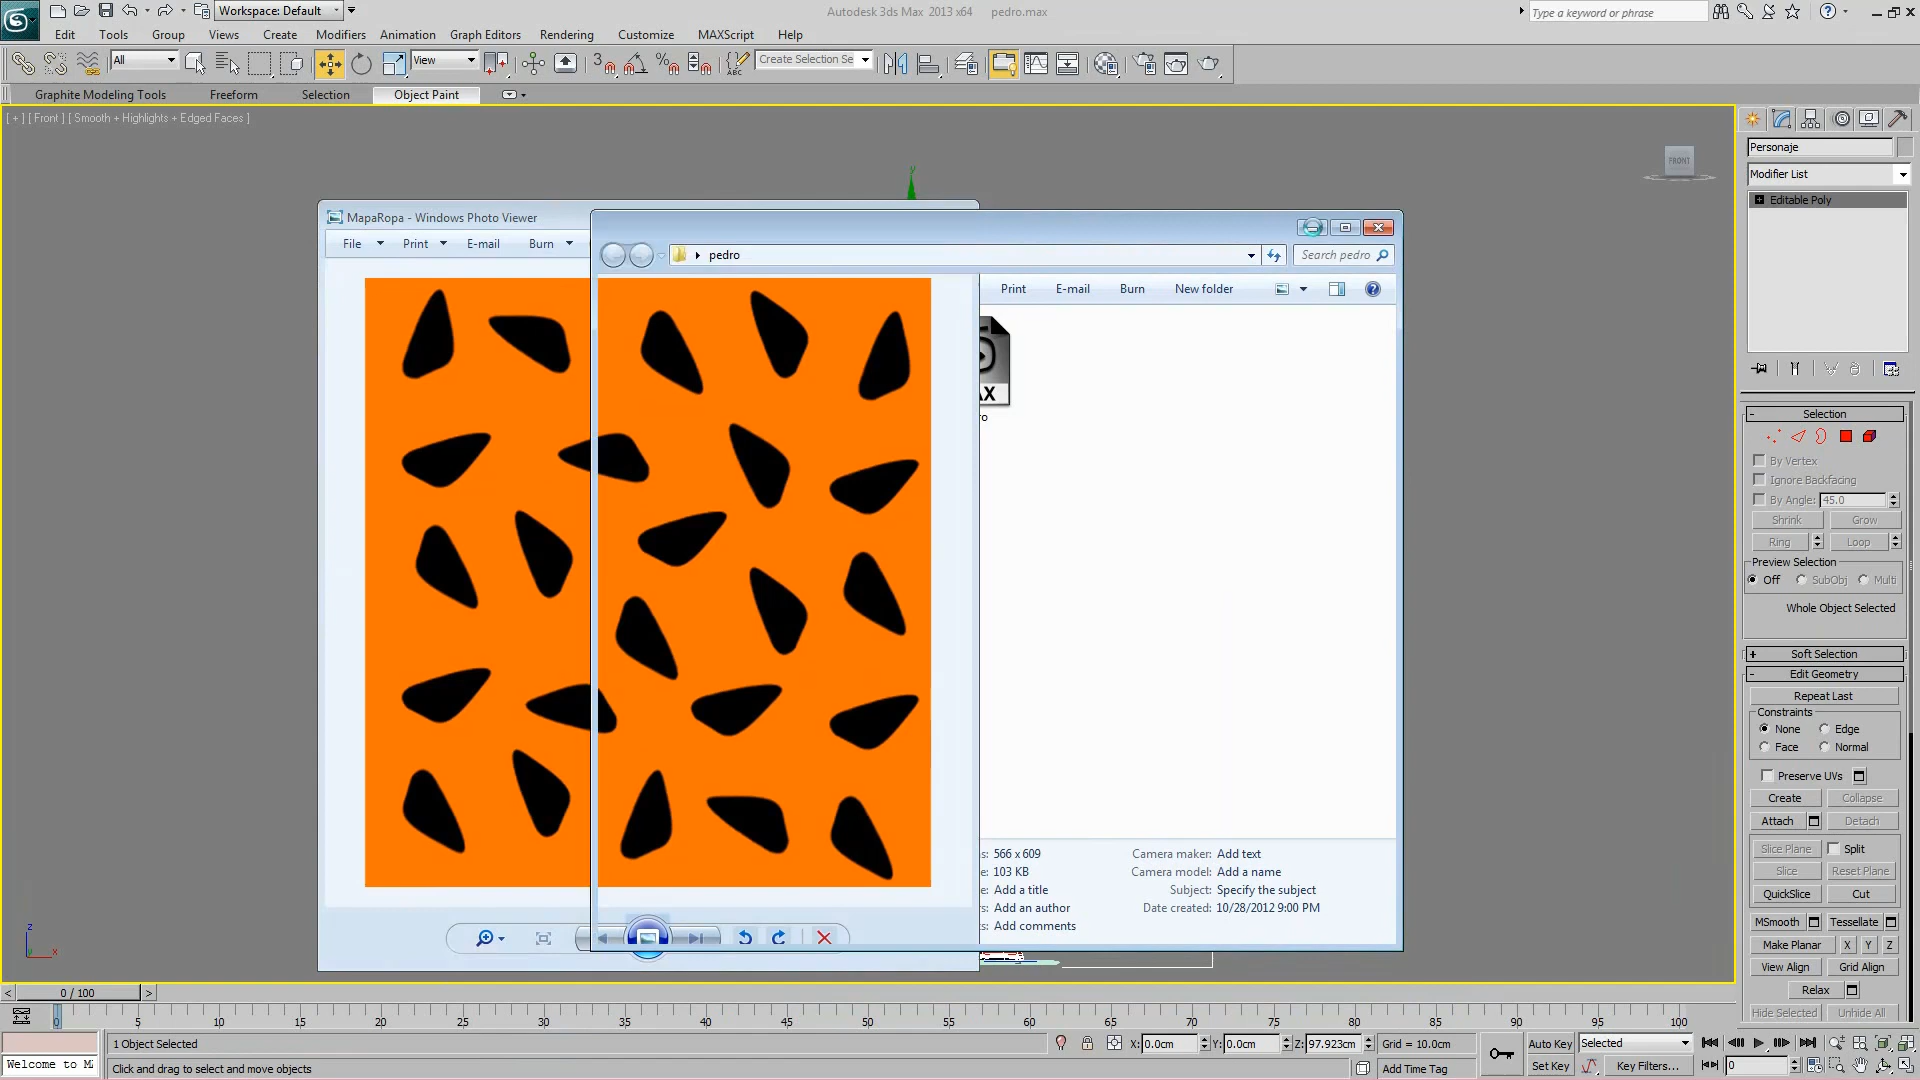 Workspace: Default
Autodesk 3ds Max 2013 x64 pedro.max
Type a keyword or phrase
Edit Tools Group Views Create Modifiers Animation Graph Editors Rendering Customize MAXScript Help
All View 3 Create Selection Se
Graphite Modeling Tools Freeform Selection Object Paint
[ + ] [ Front ] [ Smooth + Highlights + Edged Faces ]
y
FRONT
Personaje
Modifier List
Editable Poly
MapaRopa - Windows Photo Viewer
File Print E-mail Burn
pedro
Search pedro
Print E-mail Burn New folder
AX
ro
566 x 609
103 KB
Add a title
Add an author
Add comments
Camera maker: Add text
Camera model: Add a name
Subject: Specify the subject
Date created: 10/28/2012 9:00 PM
Selection
By Vertex
Ignore Backfacing
By Angle: 45.0
Shrink Grow
Ring Loop
Preview Selection
Off SubObj Multi
Whole Object Selected
Soft Selection
Edit Geometry
Repeat Last
Constraints
None Edge
Face Normal
Preserve UVs
Create Collapse
Attach Detach
Slice Plane Split
Slice Reset Plane
QuickSlice Cut
MSmooth Tessellate
Make Planar X Y Z
View Align Grid Align
Relax
Hide Selected Unhide All
z
x
< 0 / 100 >
0 5 10 15 20 25 30 35 40 45 50 55 60 65 70 75 80 85 90 95 100
1 Object Selected
X: 0.0cm Y: 0.0cm Z: 97.923cm Grid = 10.0cm
Auto Key Selected
Welcome to M
Click and drag to select and move objects
Add Time Tag
Set Key Key Filters... 0